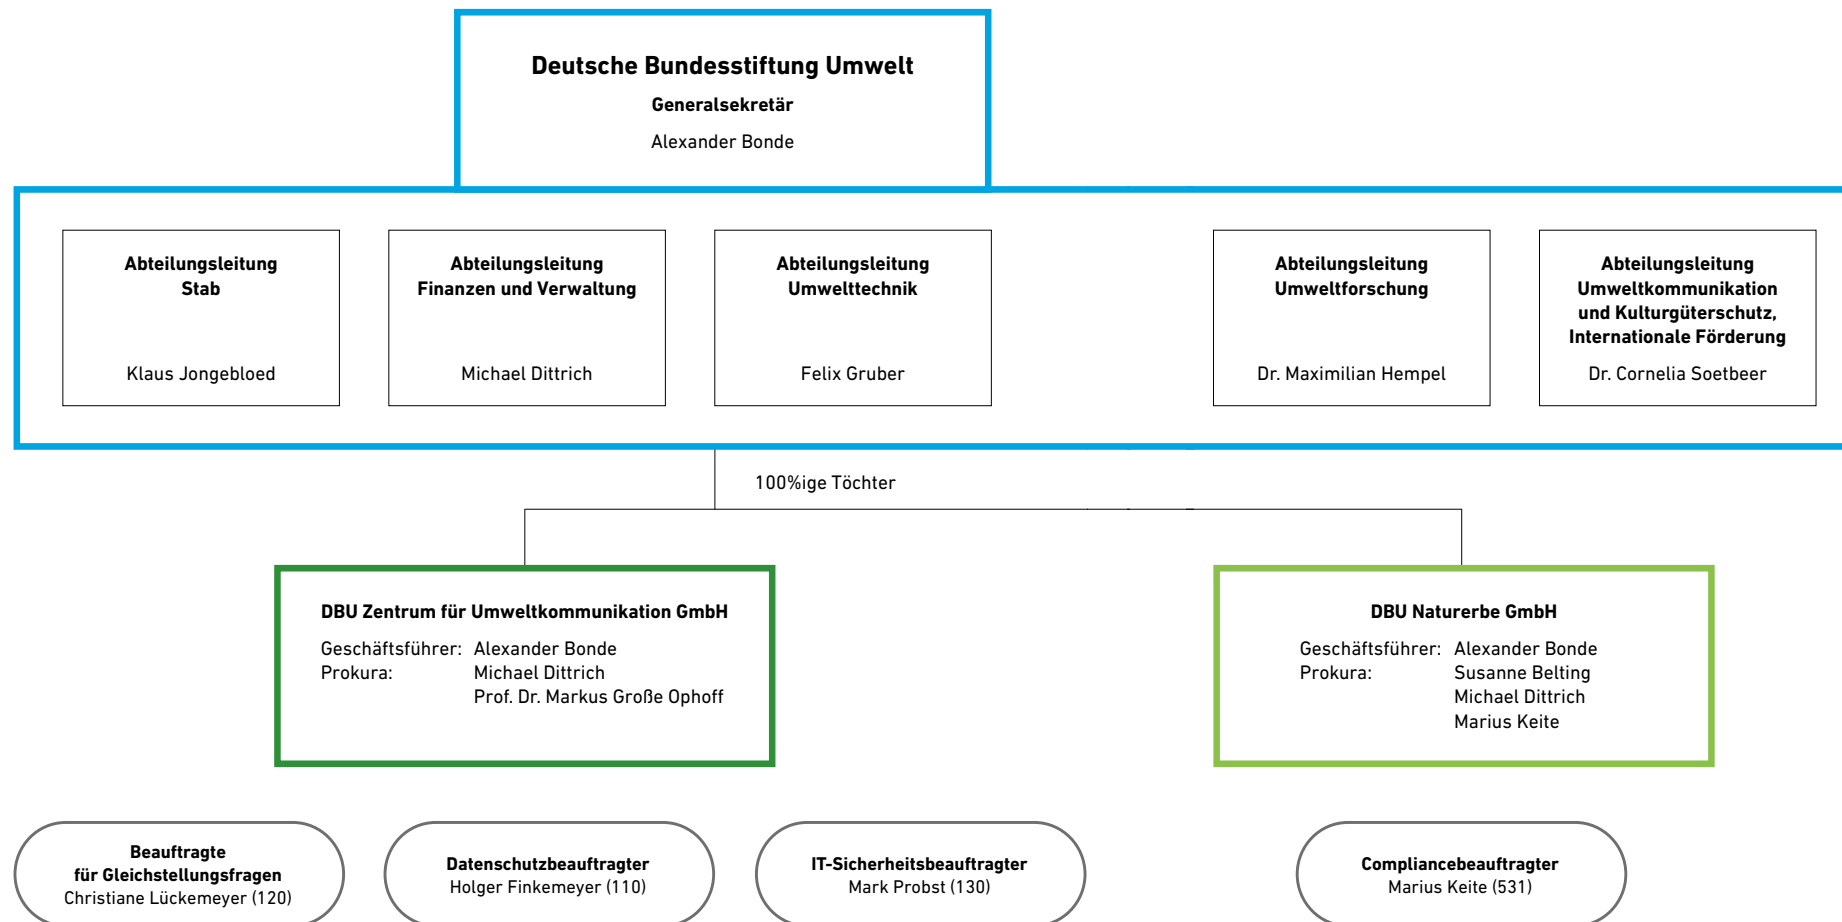 Deutsche Bundesstiftung Umwelt
Generalsekretär
Alexander Bonde
Abteilungsleitung
Stab
Klaus Jongebloed
Abteilungsleitung
Finanzen und Verwaltung
Michael Dittrich
Abteilungsleitung
Umwelttechnik
Felix Gruber
Abteilungsleitung
Umweltforschung
Dr. Maximilian Hempel
Abteilungsleitung
Umweltkommunikation
und Kulturgüterschutz,
Internationale Förderung
Dr. Cornelia Soetbeer
100%ige Töchter
DBU Zentrum für Umweltkommunikation GmbH
Geschäftsführer: Alexander Bonde
Prokura: Michael Dittrich
Prof. Dr. Markus Große Ophoff
DBU Naturerbe GmbH
Geschäftsführer: Alexander Bonde
Prokura: Susanne Belting
Michael Dittrich
Marius Keite
Beauftragte
für Gleichstellungsfragen
Christiane Lückemeyer (120)
Datenschutzbeauftragter
Holger Finkemeyer (110)
IT-Sicherheitsbeauftragter
Mark Probst (130)
Compliancebeauftragter
Marius Keite (531)